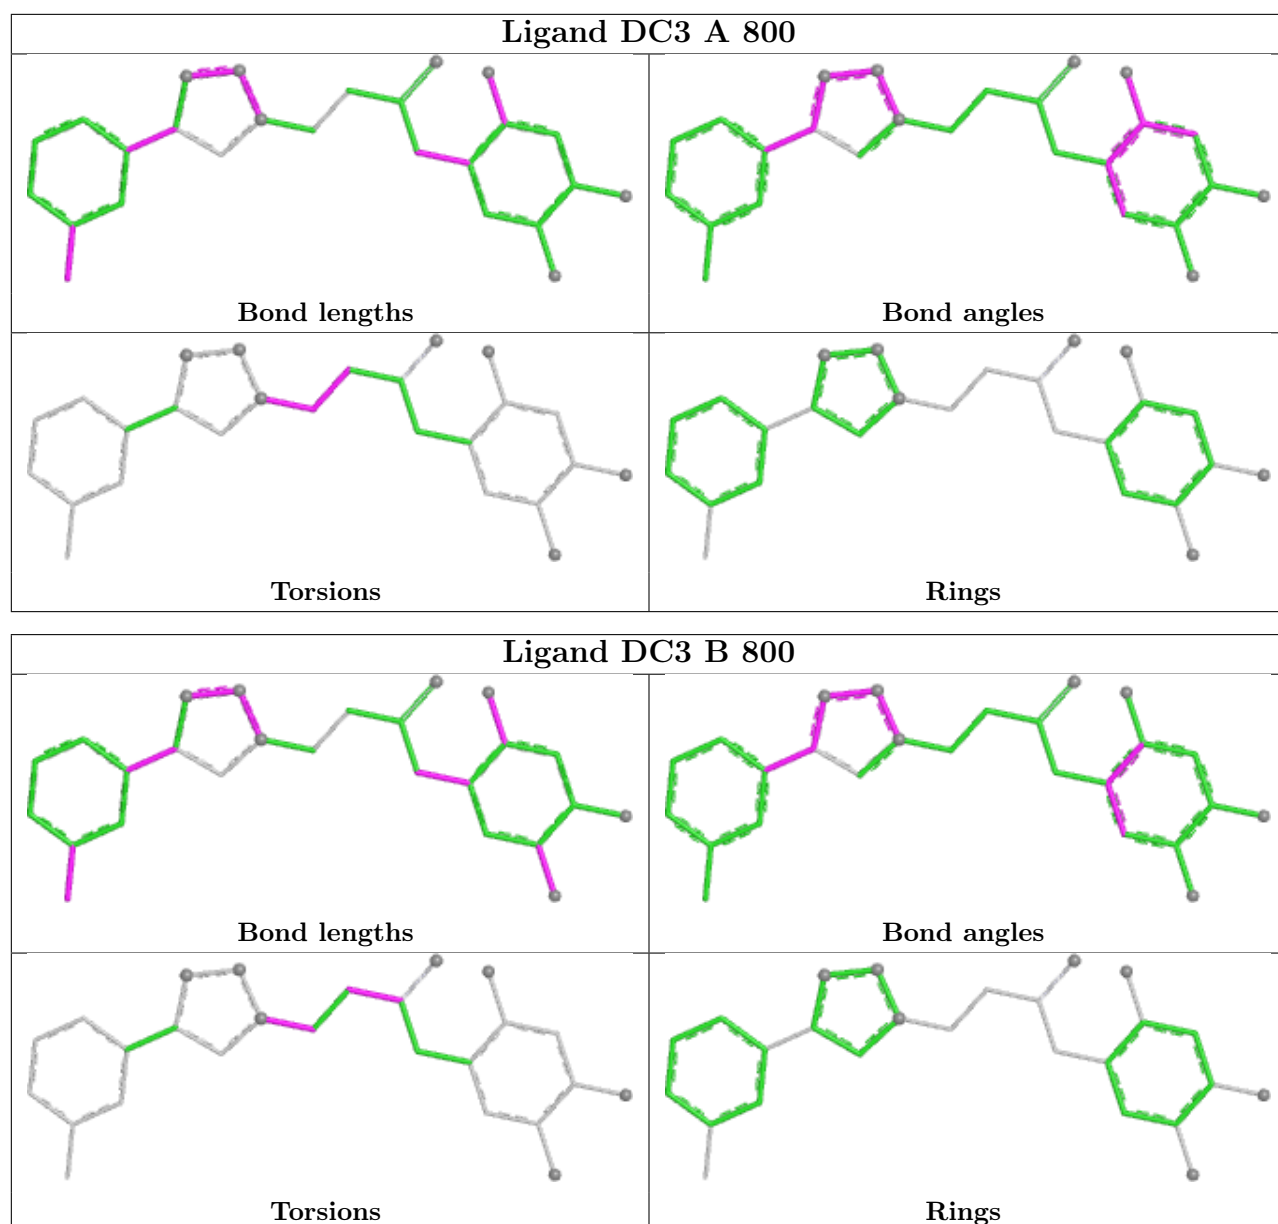 Ligand DC3 A 800
Bond lengths
Bond angles
Torsions
Rings
Ligand DC3 B 800
Bond lengths
Bond angles
Torsions
Rings